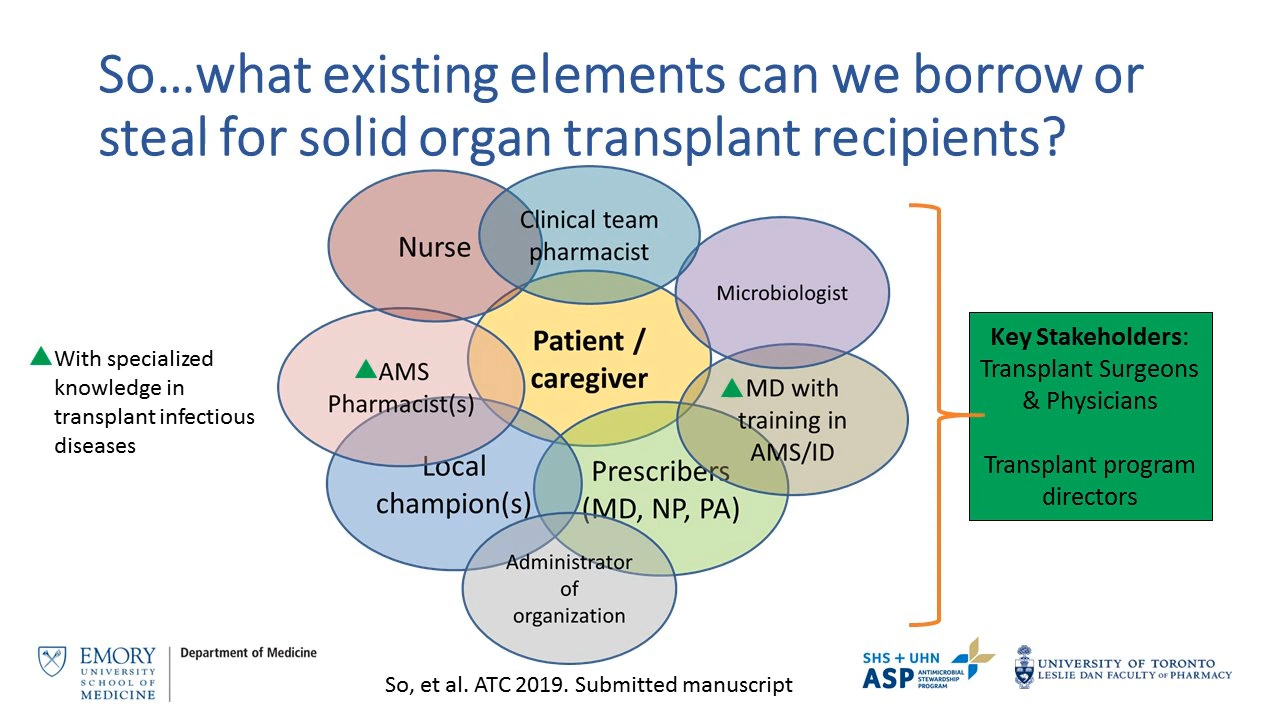 So…what existing elements can we borrow or
steal for solid organ transplant recipients?
Nurse
Clinical team
pharmacist
Microbiologist
Patient /
caregiver
AMS
Pharmacist(s)
MD with
training in
AMS/ID
Local
champion(s)
Prescribers
(MD, NP, PA)
Administrator
of
organization
With specialized
knowledge in
transplant infectious
diseases
Key Stakeholders:
Transplant Surgeons
& Physicians
Transplant program
directors
EMORY
UNIVERSITY
SCHOOL OF
MEDICINE
Department of Medicine
So, et al. ATC 2019. Submitted manuscript
SHS + UHN
ASP
ANTIMICROBIAL
STEWARDSHIP
PROGRAM
UNIVERSITY OF TORONTO
LESLIE DAN FACULTY OF PHARMACY